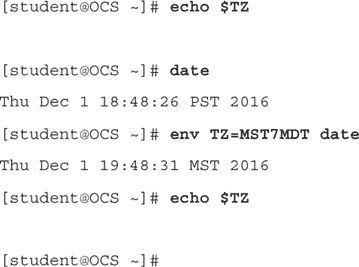 [student@OCS ~]# echo $TZ
[student@OCS ~]# date
Thu Dec 1 18:48:26 PST 2016
[student@OCS ~]# env TZ=MST7MDT date
Thu Dec 1 19:48:31 MST 2016
[student@OCS ~]# echo $TZ
[student@OCS ~]#